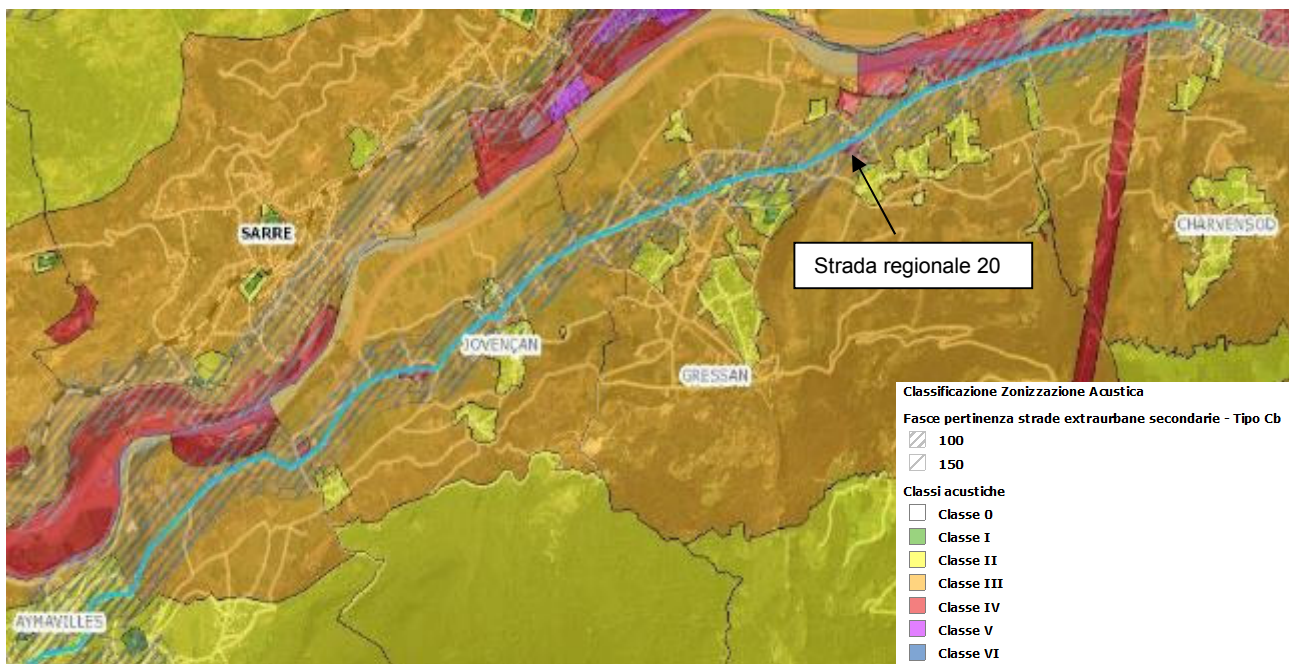 SARRE
CHARVENSOD
Strada regionale 20
JOVENÇAN
GRESSAN
AYMAVILLES
Classificazione Zonizzazione Acustica
Fasce pertinenza strade extraurbane secondarie - Tipo Cb
100
150
Classi acustiche
Classe 0
Classe I
Classe II
Classe III
Classe IV
Classe V
Classe VI